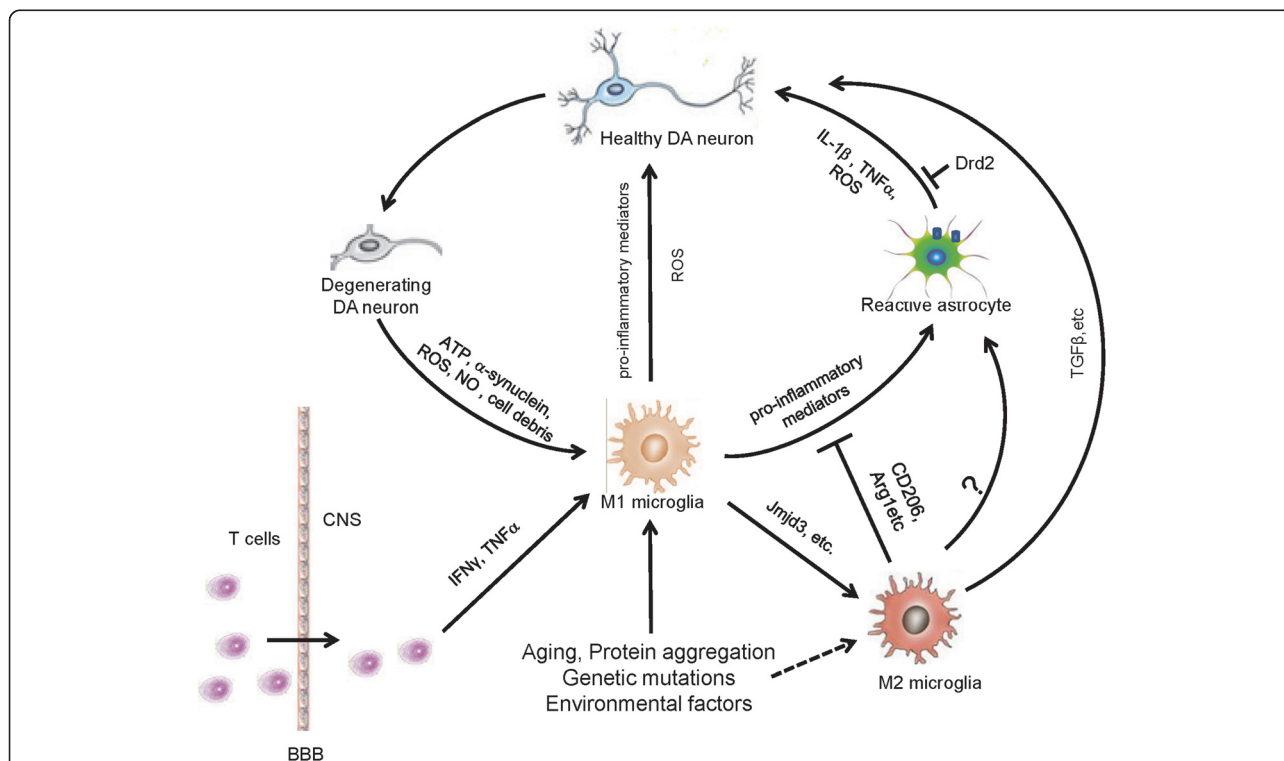 Healthy DA neuron
IL-1β , TNFα,
ROS
Drd2
Degenerating
DA neuron
pro-inflammatory mediators
ROS
Reactive astrocyte
TGFβ, etc
ATP, α-synuclein,
ROS, NO , cell debris
pro-inflammatory
mediators
M1 microglia
CD206,
Arg1etc
?
T cells
CNS
IFNγ, TNFα
Jmjd3, etc.
Aging, Protein aggregation
Genetic mutations
Environmental factors
M2 microglia
BBB